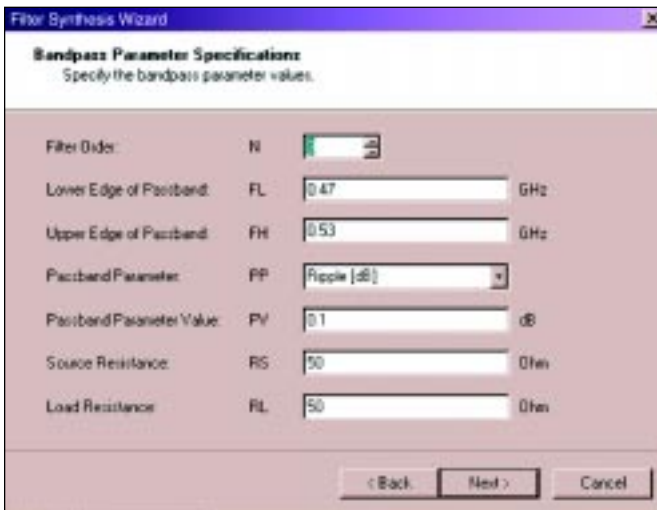 Filter Synthesis Wizard
Bandpass Parameter Specifications
Specify the bandpass parameter values.
Filter Order: N
Lower Edge of Passband: FL 0.47 GHz
Upper Edge of Passband: FH 0.53 GHz
Passband Parameter: PP Ripple [dB]
Passband Parameter Value: PV 0.1 dB
Source Resistance: RS 50 Ohm
Load Resistance: RL 50 Ohm
< Back Next > Cancel